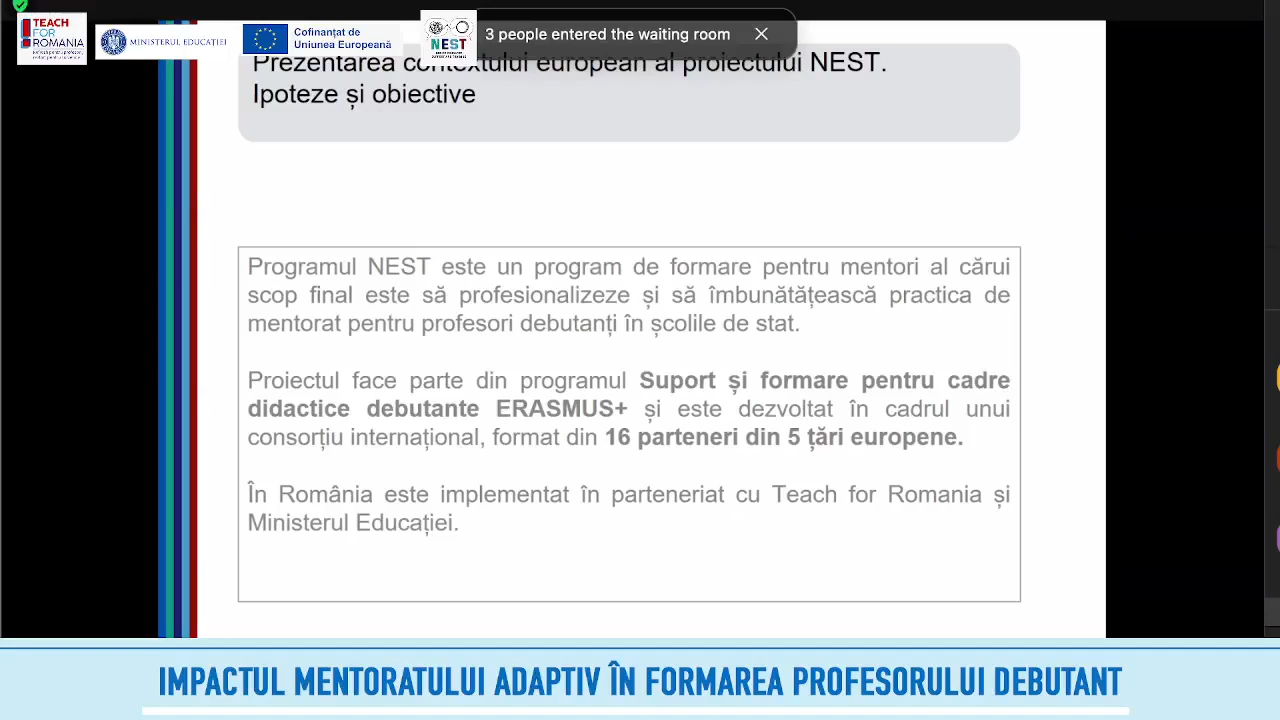 TEACH
FOR
ROMANIA
MINISTERUL EDUCAȚIEI
Cofinanțat de
Uniunea Europeană
NEST
3 people entered the waiting room
Prezentarea contextului european al proiectului NEST.
Ipoteze și obiective
Programul NEST este un program de formare pentru mentori al cărui
scop final este să profesionalizeze și să îmbunătățească practica de
mentorat pentru profesori debutanți în școlile de stat.
Proiectul face parte din programul Suport și formare pentru cadre
didactice debutante ERASMUS+ și este dezvoltat în cadrul unui
consorțiu internațional, format din 16 parteneri din 5 țări europene.
În România este implementat în parteneriat cu Teach for Romania și
Ministerul Educației.
IMPACTUL MENTORATULUI ADAPTIV ÎN FORMAREA PROFESORULUI DEBUTANT